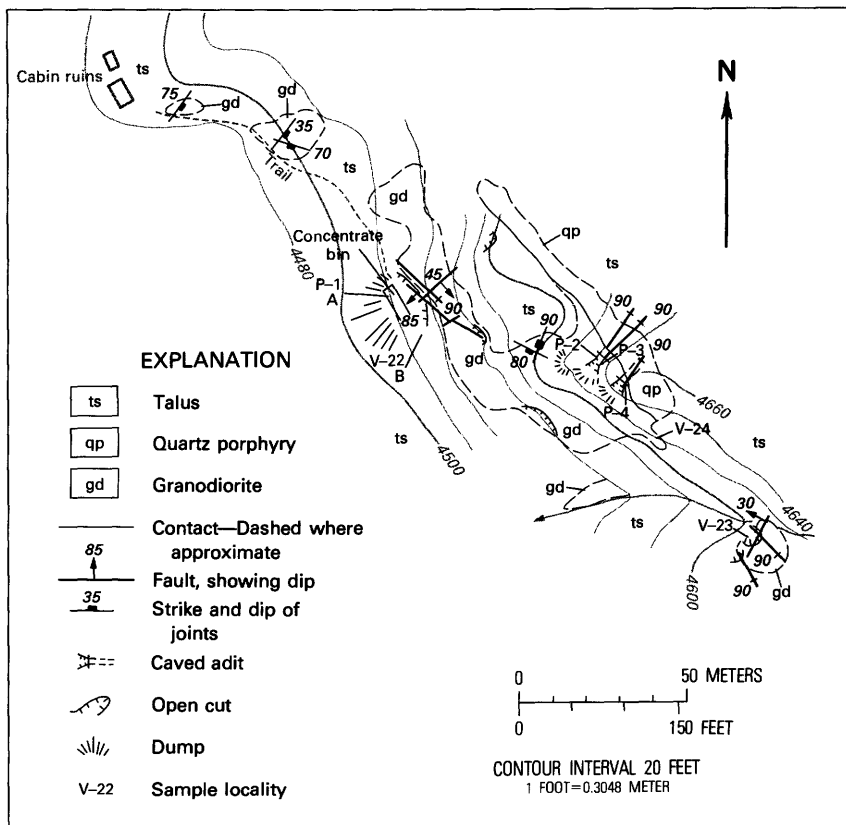 Cabin ruins
ts
75
gd
gd
35
70
Trail
ts
N
gd
qp
ts
Concentrate
bin
4480
P-1
A
45
90
85
V-22
B
ts
90
P-2
80
gd
90
90
P-3
90
qp
P-4
4660
V-24
ts
ts
4500
gd
gd
ts
30
V-23
4640
90
90
gd
4600
EXPLANATION
ts Talus
qp Quartz porphyry
gd Granodiorite
Contact—Dashed where
approximate
85
Fault, showing dip
35
Strike and dip of
joints
Caved adit
Open cut
Dump
V-22 Sample locality
0 50 METERS
0 150 FEET
CONTOUR INTERVAL 20 FEET
1 FOOT=0.3048 METER